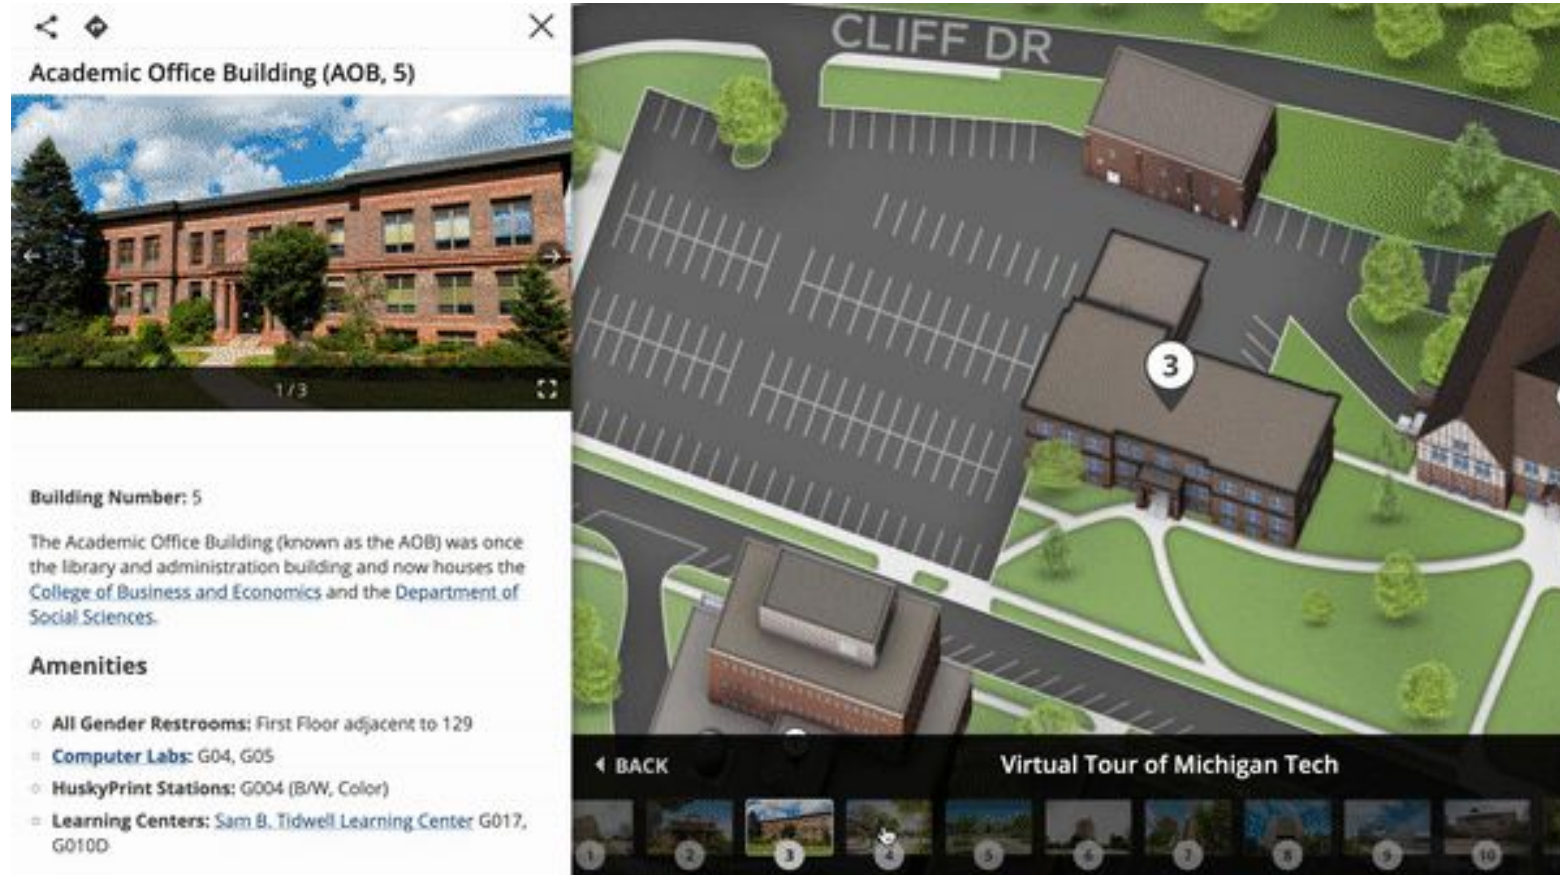 Academic Office Building (AOB, 5)
1/3
Building Number: 5
The Academic Office Building (known as the AOB) was once
the library and administration building and now houses the
College of Business and Economics and the Department of
Social Sciences.
Amenities
All Gender Restrooms: First Floor adjacent to 129
Computer Labs: G04, G05
HuskyPrint Stations: G004 (B/W, Color)
Learning Centers: Sam B. Tidwell Learning Center G017,
G010D
CLIFF DR
3
BACK
Virtual Tour of Michigan Tech
1
2
3
4
5
6
7
8
9
10